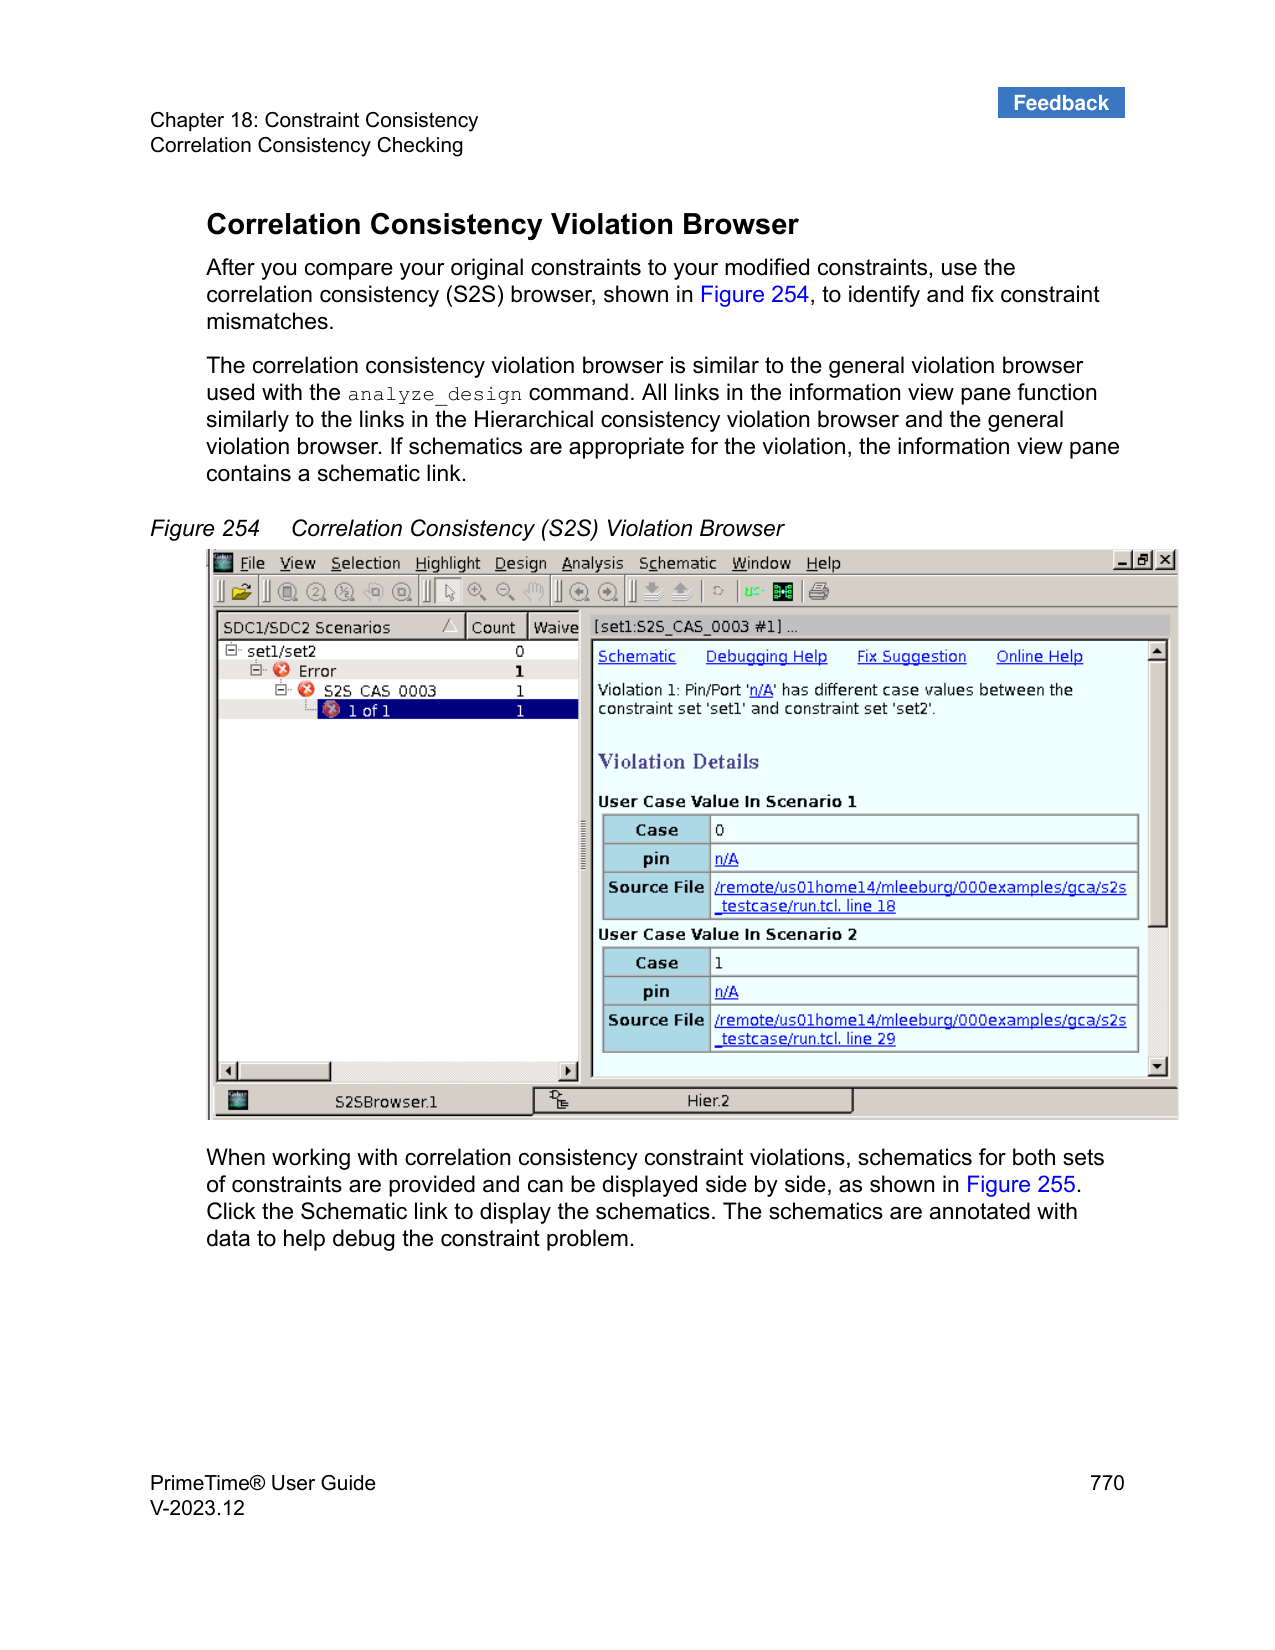 Feedback
Chapter 18: Constraint Consistency
Correlation Consistency Checking
Correlation Consistency Violation Browser
After you compare your original constraints to your modified constraints, use the
correlation consistency (S2S) browser, shown in Figure 254, to identify and fix constraint
mismatches.
The correlation consistency violation browser is similar to the general violation browser
used with the analyze_design command. All links in the information view pane function
similarly to the links in the Hierarchical consistency violation browser and the general
violation browser. If schematics are appropriate for the violation, the information view pane
contains a schematic link.
Figure 254 Correlation Consistency (S2S) Violation Browser
File View Selection Highlight Design Analysis Schematic Window Help
SDC1/SDC2 Scenarios Count Waive
set1/set2 0
Error 1
S2S_CAS_0003 1
1 of 1 1
[set1:S2S_CAS_0003 #1] ...
Schematic Debugging Help Fix Suggestion Online Help
Violation 1: Pin/Port 'n/A' has different case values between the
constraint set 'set1' and constraint set 'set2'.
Violation Details
User Case Value In Scenario 1
Case 0
pin n/A
Source File /remote/us01home14/mleeburg/000examples/gca/s2s
_testcase/run.tcl, line 18
User Case Value In Scenario 2
Case 1
pin n/A
Source File /remote/us01home14/mleeburg/000examples/gca/s2s
_testcase/run.tcl, line 29
S2SBrowser.1 Hier.2
When working with correlation consistency constraint violations, schematics for both sets
of constraints are provided and can be displayed side by side, as shown in Figure 255.
Click the Schematic link to display the schematics. The schematics are annotated with
data to help debug the constraint problem.
PrimeTime® User Guide 770
V-2023.12